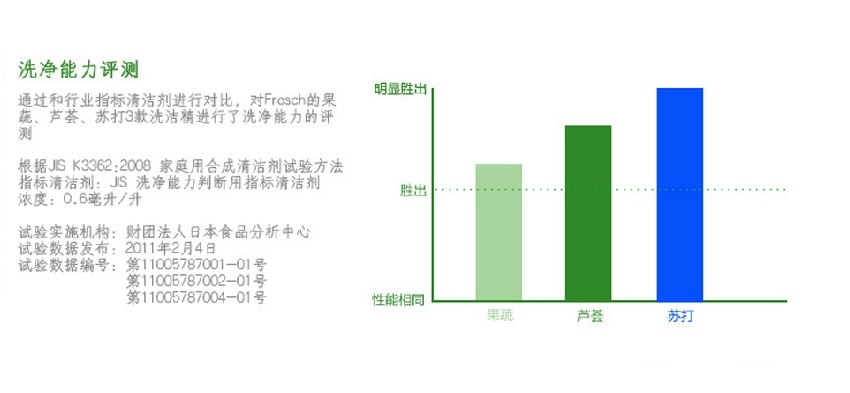 洗净能力评测
通过和行业指标清洁剂进行对比，对Frosch的果
蔬、芦荟、苏打3款洗洁精进行了洗净能力的评
测
根据JIS K3362:2008 家庭用合成清洁剂试验方法
指标清洁剂：JIS 洗净能力判断用指标清洁剂
浓度：0.6毫升/升
试验实施机构：财团法人日本食品分析中心
试验数据发布：2011年2月4日
试验数据编号：第11005787001—01号
第11005787002—01号
第11005787004—01号
明显胜出
胜出
性能相同
果蔬
芦荟
苏打